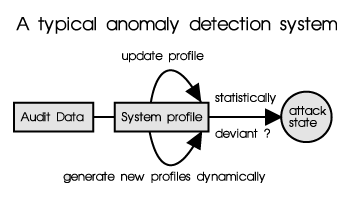 A typical anomaly detection system
update profile
Audit Data
System profile
statistically
deviant ?
attack
state
generate new profiles dynamically